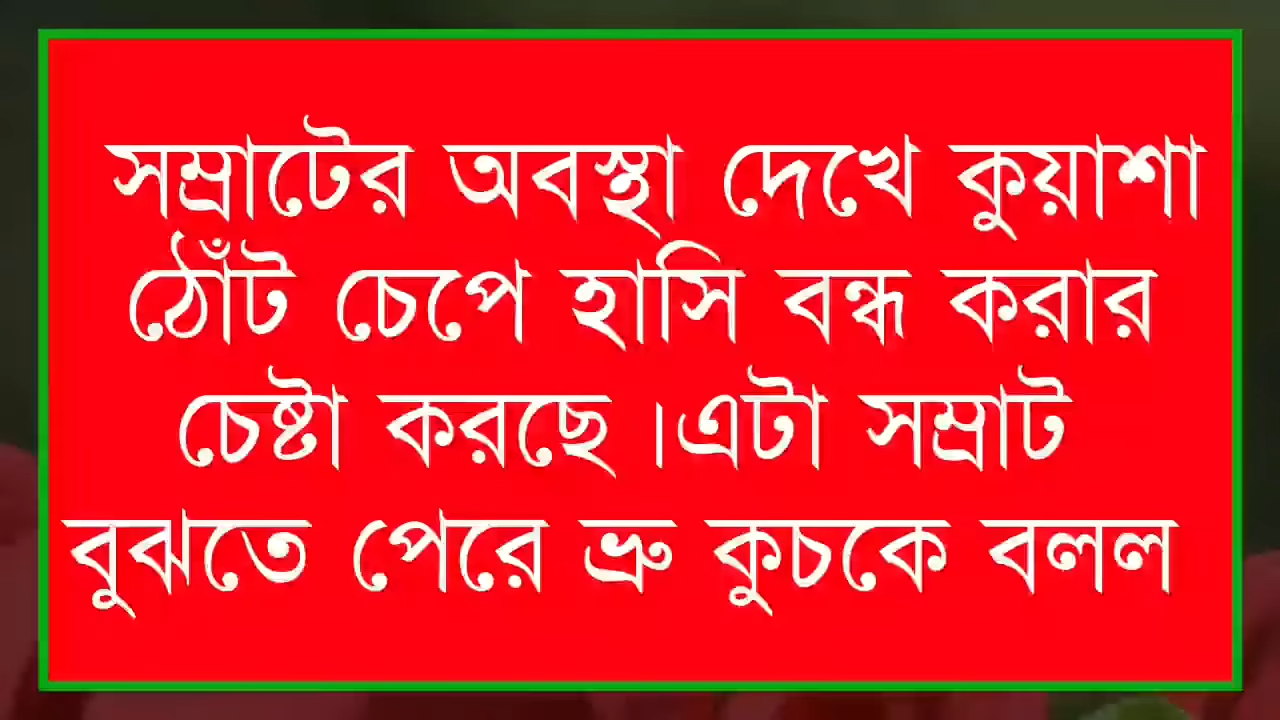 সম্রাটের অবস্থা দেখে কুয়াশা
ঠোঁট চেপে হাসি বন্ধ করার
চেষ্টা করছে ।এটা সম্রাট
বুঝতে পেরে ভ্রু কুচকে বলল